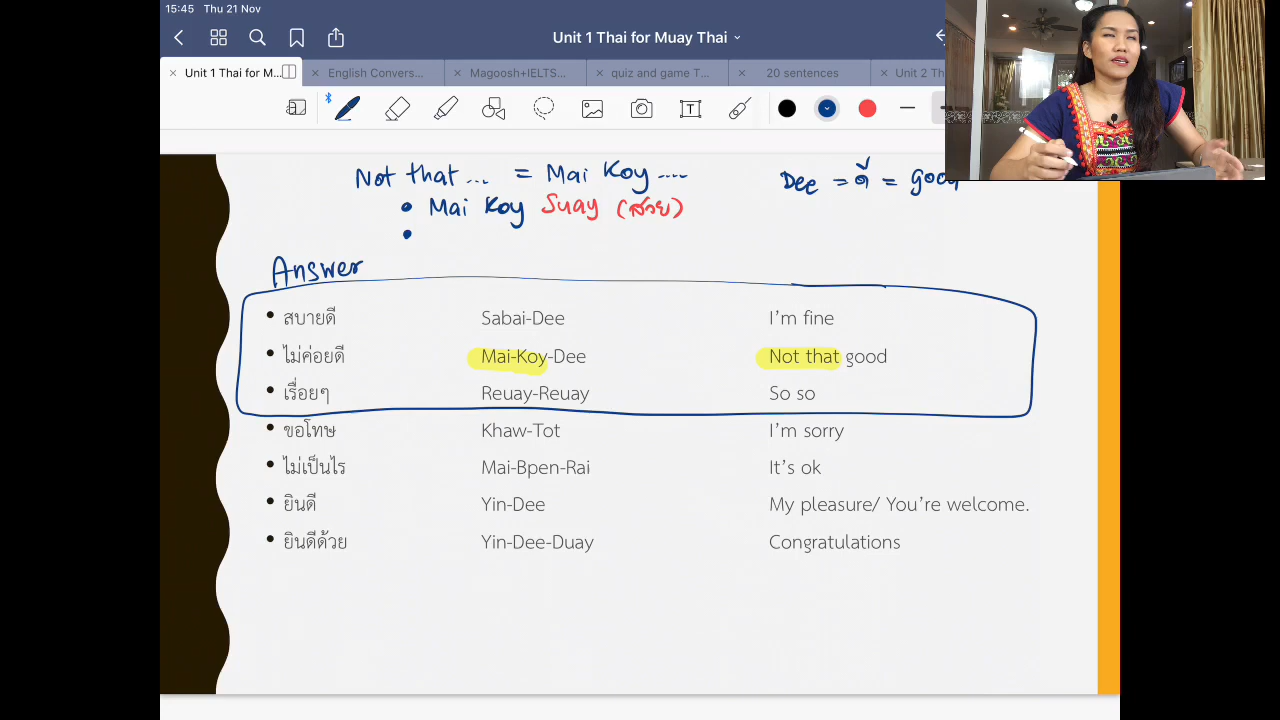 15:45 Thu 21 Nov
Unit 1 Thai for Muay Thai
Unit 1 Thai for M... English Convers... Magoosh+IELTS... quiz and game T... 20 sentences Unit 2 Th
Not that ... = Mai Koy .... Dee = ดี = good
• Mai Koy Suay (สวย)
•
Answer
• สบายดี Sabai-Dee I'm fine
• ไม่ค่อยดี Mai-Koy-Dee Not that good
• เรื่อยๆ Reuay-Reuay So so
• ขอโทษ Khaw-Tot I'm sorry
• ไม่เป็นไร Mai-Bpen-Rai It's ok
• ยินดี Yin-Dee My pleasure/ You're welcome.
• ยินดีด้วย Yin-Dee-Duay Congratulations